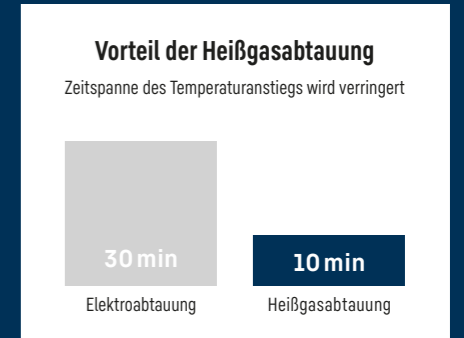 Vorteil der Heißgasabtauung
Zeitspanne des Temperaturanstiegs wird verringert
30 min
10 min
Elektroabtauung
Heißgasabtauung